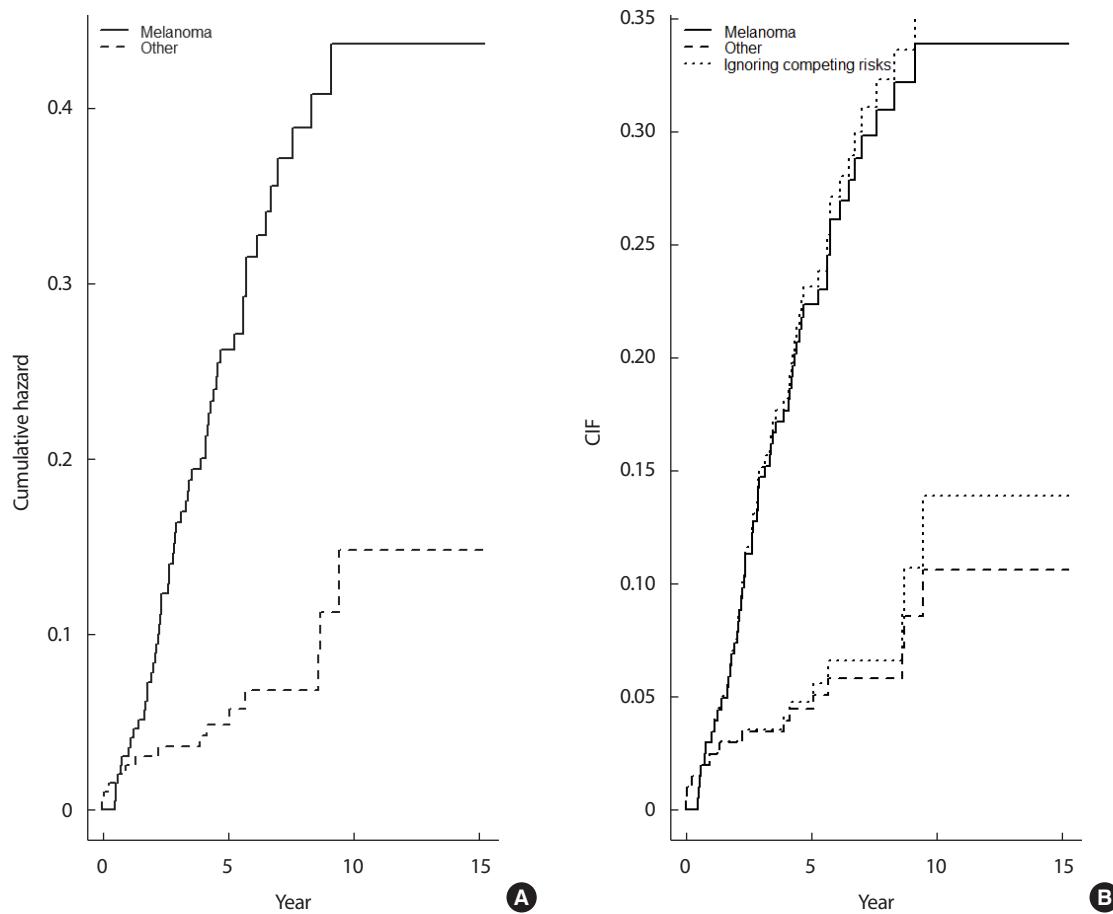 Melanoma
Other
0.4
0.3
0.2
0.1
0
Cumulative hazard
0 5 10 15
Year
A
Melanoma
Other
Ignoring competing risks
0.35
0.30
0.25
0.20
0.15
0.10
0.05
0
CIF
0 5 10 15
Year
B